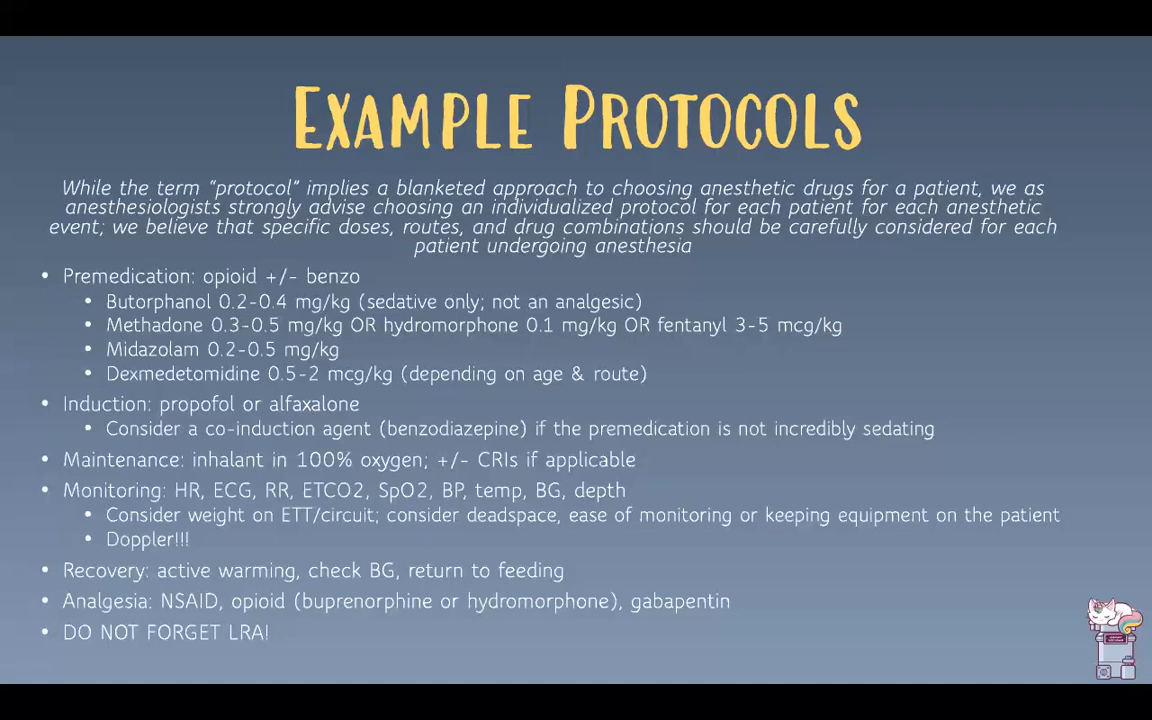 EXAMPLE PROTOCOLS
While the term "protocol" implies a blanketed approach to choosing anesthetic drugs for a patient, we as
anesthesiologists strongly advise choosing an individualized protocol for each patient for each anesthetic
event; we believe that specific doses, routes, and drug combinations should be carefully considered for each
patient undergoing anesthesia
• Premedication: opioid +/- benzo
• Butorphanol 0.2-0.4 mg/kg (sedative only; not an analgesic)
• Methadone 0.3-0.5 mg/kg OR hydromorphone 0.1 mg/kg OR fentanyl 3-5 mcg/kg
• Midazolam 0.2-0.5 mg/kg
• Dexmedetomidine 0.5-2 mcg/kg (depending on age & route)
• Induction: propofol or alfaxalone
• Consider a co-induction agent (benzodiazepine) if the premedication is not incredibly sedating
• Maintenance: inhalant in 100% oxygen; +/- CRIs if applicable
• Monitoring: HR, ECG, RR, ETCO2, SpO2, BP, temp, BG, depth
• Consider weight on ETT/circuit; consider deadspace, ease of monitoring or keeping equipment on the patient
• Doppler!!!
• Recovery: active warming, check BG, return to feeding
• Analgesia: NSAID, opioid (buprenorphine or hydromorphone), gabapentin
• DO NOT FORGET LRA!